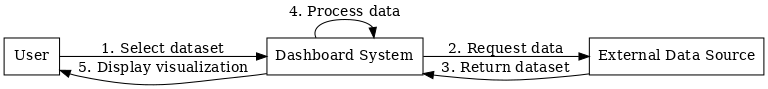 4. Process data
User
1. Select dataset
5. Display visualization
Dashboard System
2. Request data
3. Return dataset
External Data Source